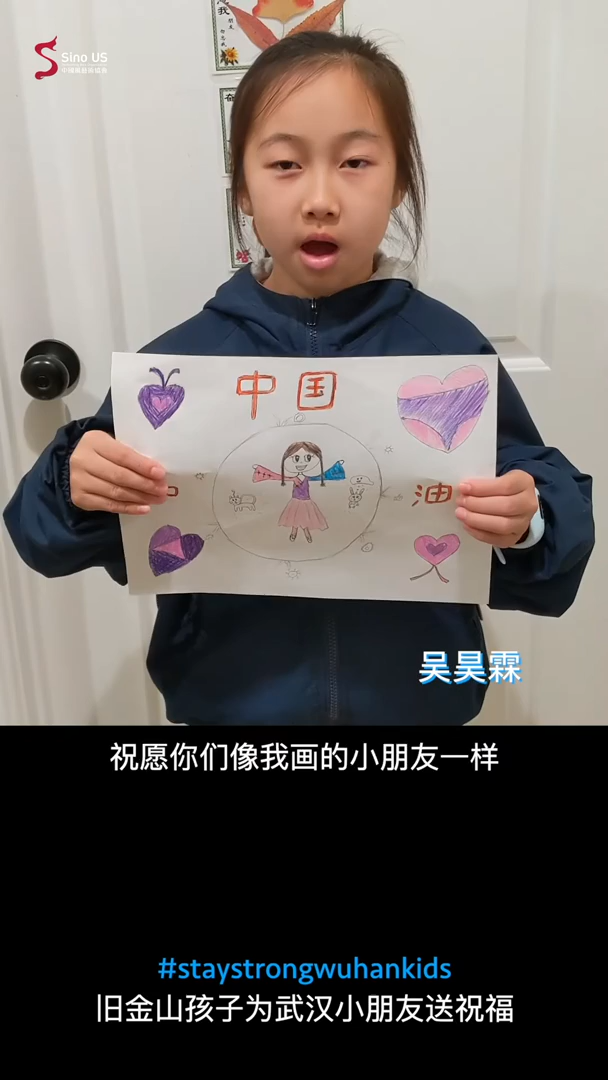 Sino US
中国
油
吴昊霖
祝愿你们像我画的小朋友一样
#staystrongwuhankids
旧金山孩子为武汉小朋友送祝福